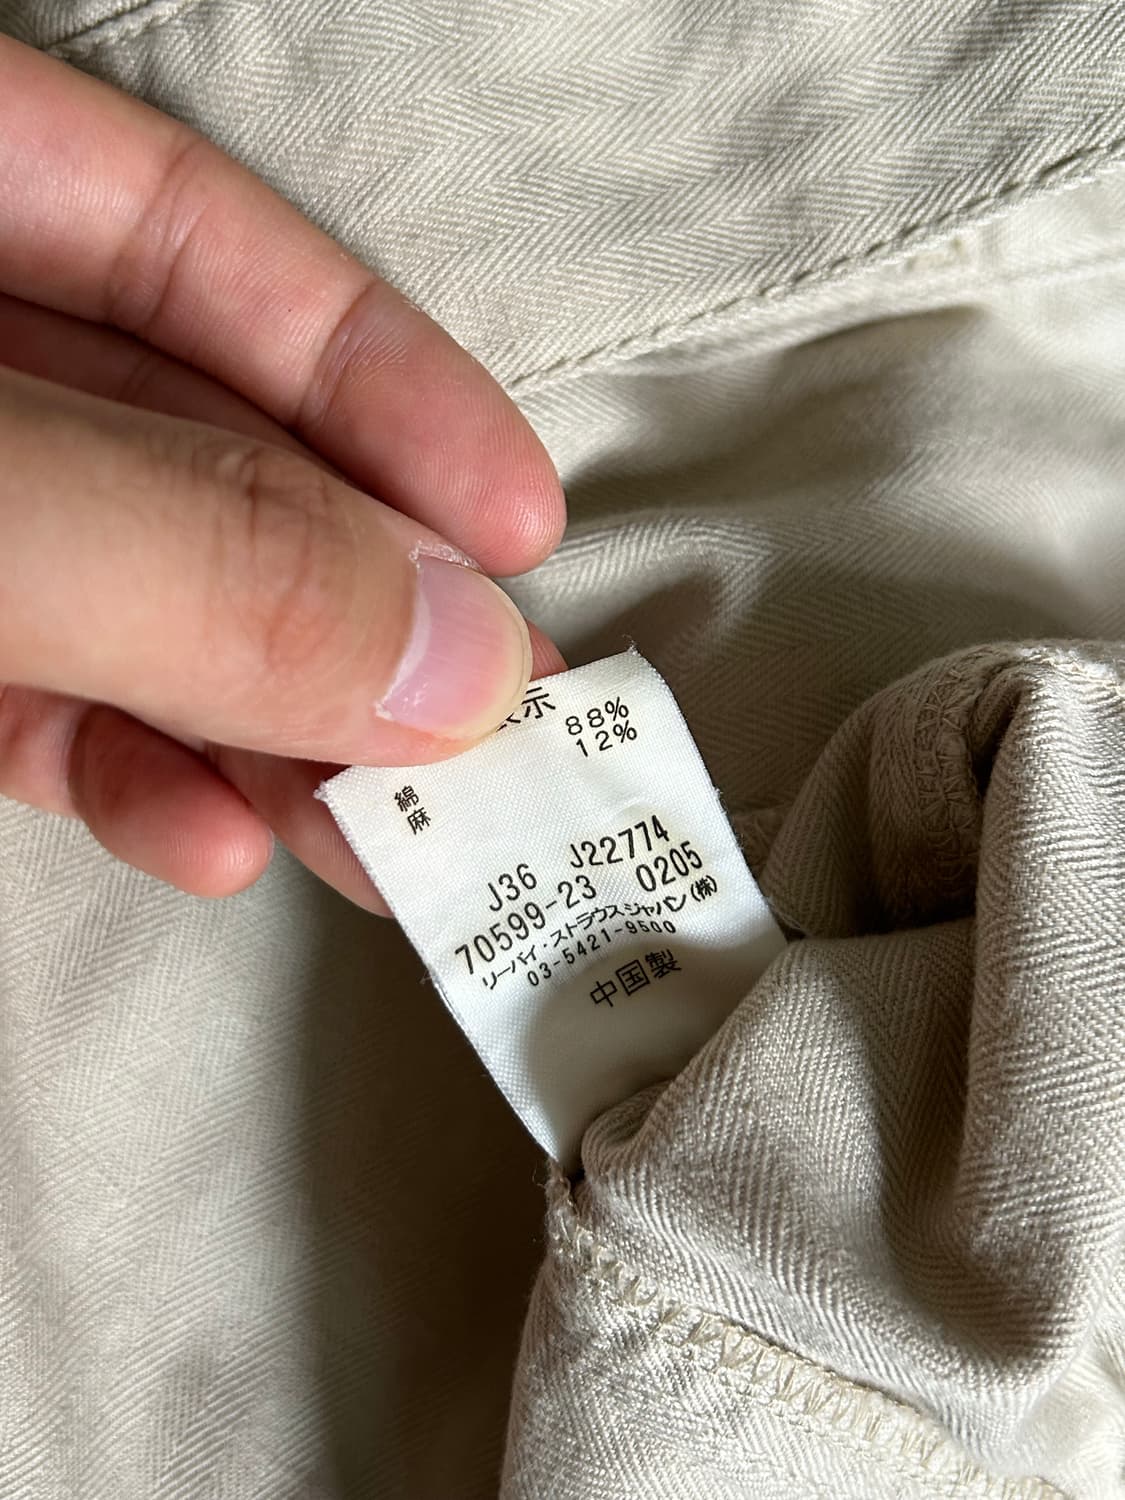 示
綿 88%
麻 12%
J36 J22774
70599-23 0205
リーバイ・ストラウスジャパン(株)
03-5421-9500
中国製